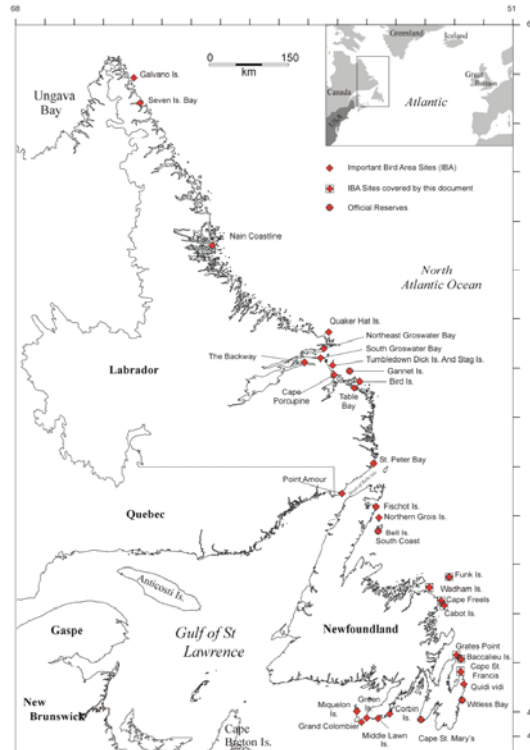 68
51
Galvano Is.
Seven Is. Bay
Ungava
Bay
0
150
km
Greenland
Iceland
Great
Britain
Canada
USA
Atlantic
Important Bird Area Sites (IBA)
IBA Sites covered by this document
Official Reserves
Nain Coastline
North
Atlantic Ocean
Quaker Hat Is.
Northeast Groswater Bay
South Groswater Bay
The Backway
Tumbledown Dick Is. And Stag Is.
Labrador
Gannet Is.
Bird Is.
Cape
Porcupine
Table
Bay
St. Peter Bay
Point Amour
Quebec
Fischot Is.
Northern Grois Is.
Bell Is.
South Coast
Anticosti Is.
Funk Is.
Wadham Is.
Cape Freels
Cabot Is.
Gaspe
Gulf of St
Lawrence
Newfoundland
Grates Point
Baccalieu Is.
Cape St.
Francis
Quidi vidi
Witless Bay
New
Brunswick
Miquelon
Is.
Green
Is.
Corbin
Is.
Grand Colombier
Middle Lawn
Is.
Cape St. Mary's
Cape
Breton Is.
4